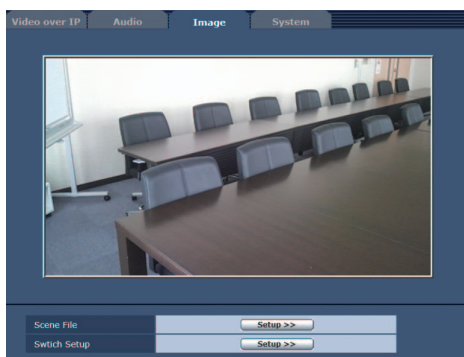 Video over IP Audio Image System
Scene File Setup >>
Swtich Setup Setup >>